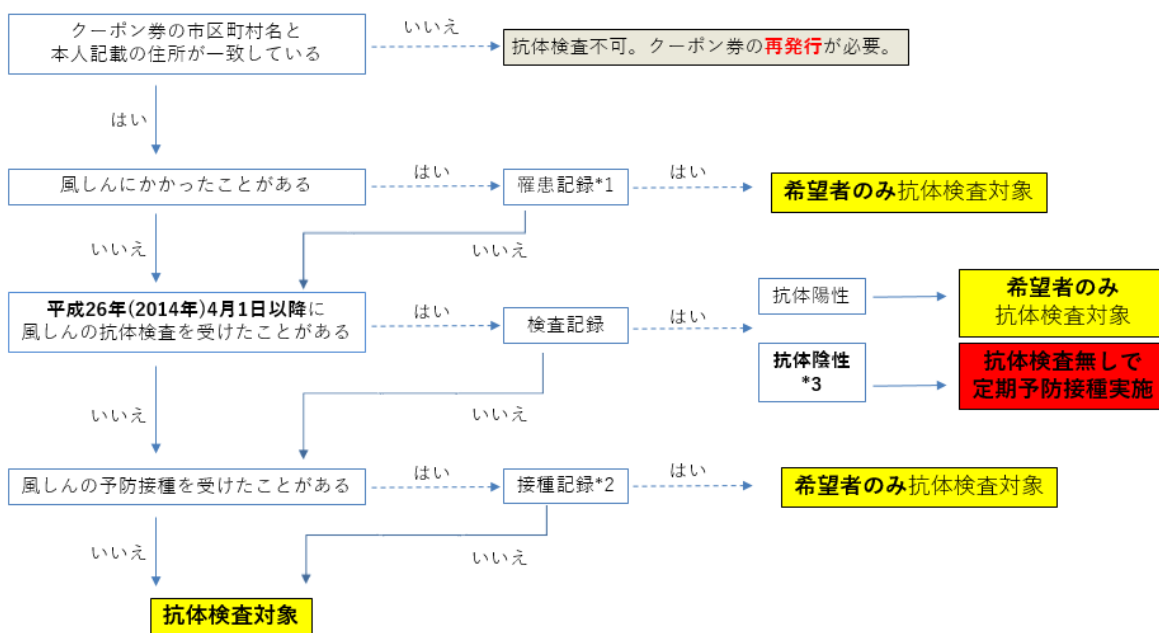 クーポン券の市区町村名と
本人記載の住所が一致している
いいえ
抗体検査不可。クーポン券の再発行が必要。
はい
風しんにかかったことがある
はい
罹患記録*1
はい
希望者のみ抗体検査対象
いいえ
いいえ
平成26年(2014年)4月1日以降に
風しんの抗体検査を受けたことがある
はい
検査記録
はい
抗体陽性
希望者のみ
抗体検査対象
抗体陰性
*3
抗体検査無しで
定期予防接種実施
いいえ
いいえ
風しんの予防接種を受けたことがある
はい
接種記録*2
はい
希望者のみ抗体検査対象
いいえ
いいえ
抗体検査対象